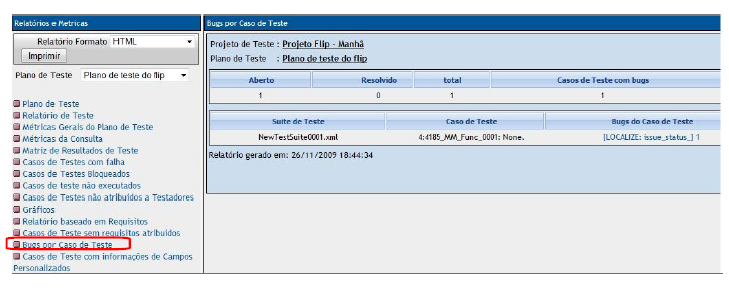 Relatórios e Metricas
Relatório Formato HTML
Imprimir
Plano de Teste Plano de teste do flip
Plano de Teste
Relatório de Teste
Métricas Gerais do Plano de Teste
Métricas da Consulta
Matriz de Resultados de Teste
Casos de Testes com falha
Casos de Testes Bloqueados
Casos de teste não executados
Casos de Testes não atribuídos a Testadores
Gráficos
Relatório baseado em Requisitos
Casos de Teste sem requisitos atribuidos
Bugs por Caso de Teste
Casos de Teste com informações de Campos
Personalizados
Bugs por Caso de Teste
Projeto de Teste : Projeto Flip - Manhã
Plano de Teste : Plano de teste do flip
Aberto Resolvido total Casos de Teste com bugs
1 0 1 1
Suite de Teste Caso de Teste Bugs do Caso de Teste
NewTestSuite0001.xml 4:4185_MM_Func_0001: None. [LOCALIZE: issue_status_] 1
Relatório gerado em: 26/11/2009 18:44:34